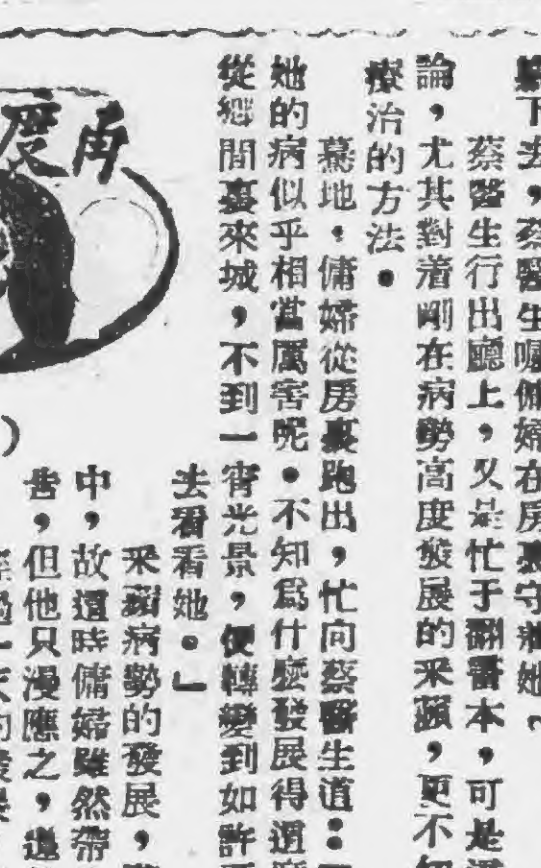 下去，蔡醫生囑傭婦在房裏守着她，
蔡醫生行出廳上，又是忙于翻書本，可是
論，尤其對着剛在病勢高度發展的釆蘋，更不
療治的方法。
驀地，傭婦從房裏跑出，忙向蔡醫生道：
她的病似乎相當厲害呢。不知爲什麼發展得這
從鄉間裏來城，不到一宵光景，便轉變到如許
去看看她。」
釆蘋病勢的發展，
中，故這時傭婦雖然帶
告，但他只漫應之，